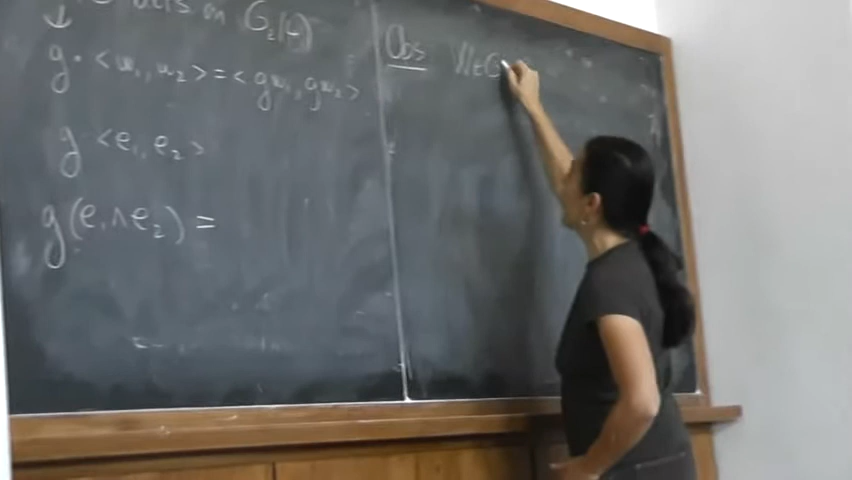 acts on G₂(
g · <w₁, w₂> = <gw₁, gw₂>
g · <e₁, e₂>
g(e₁ ∧ e₂) =
Obs